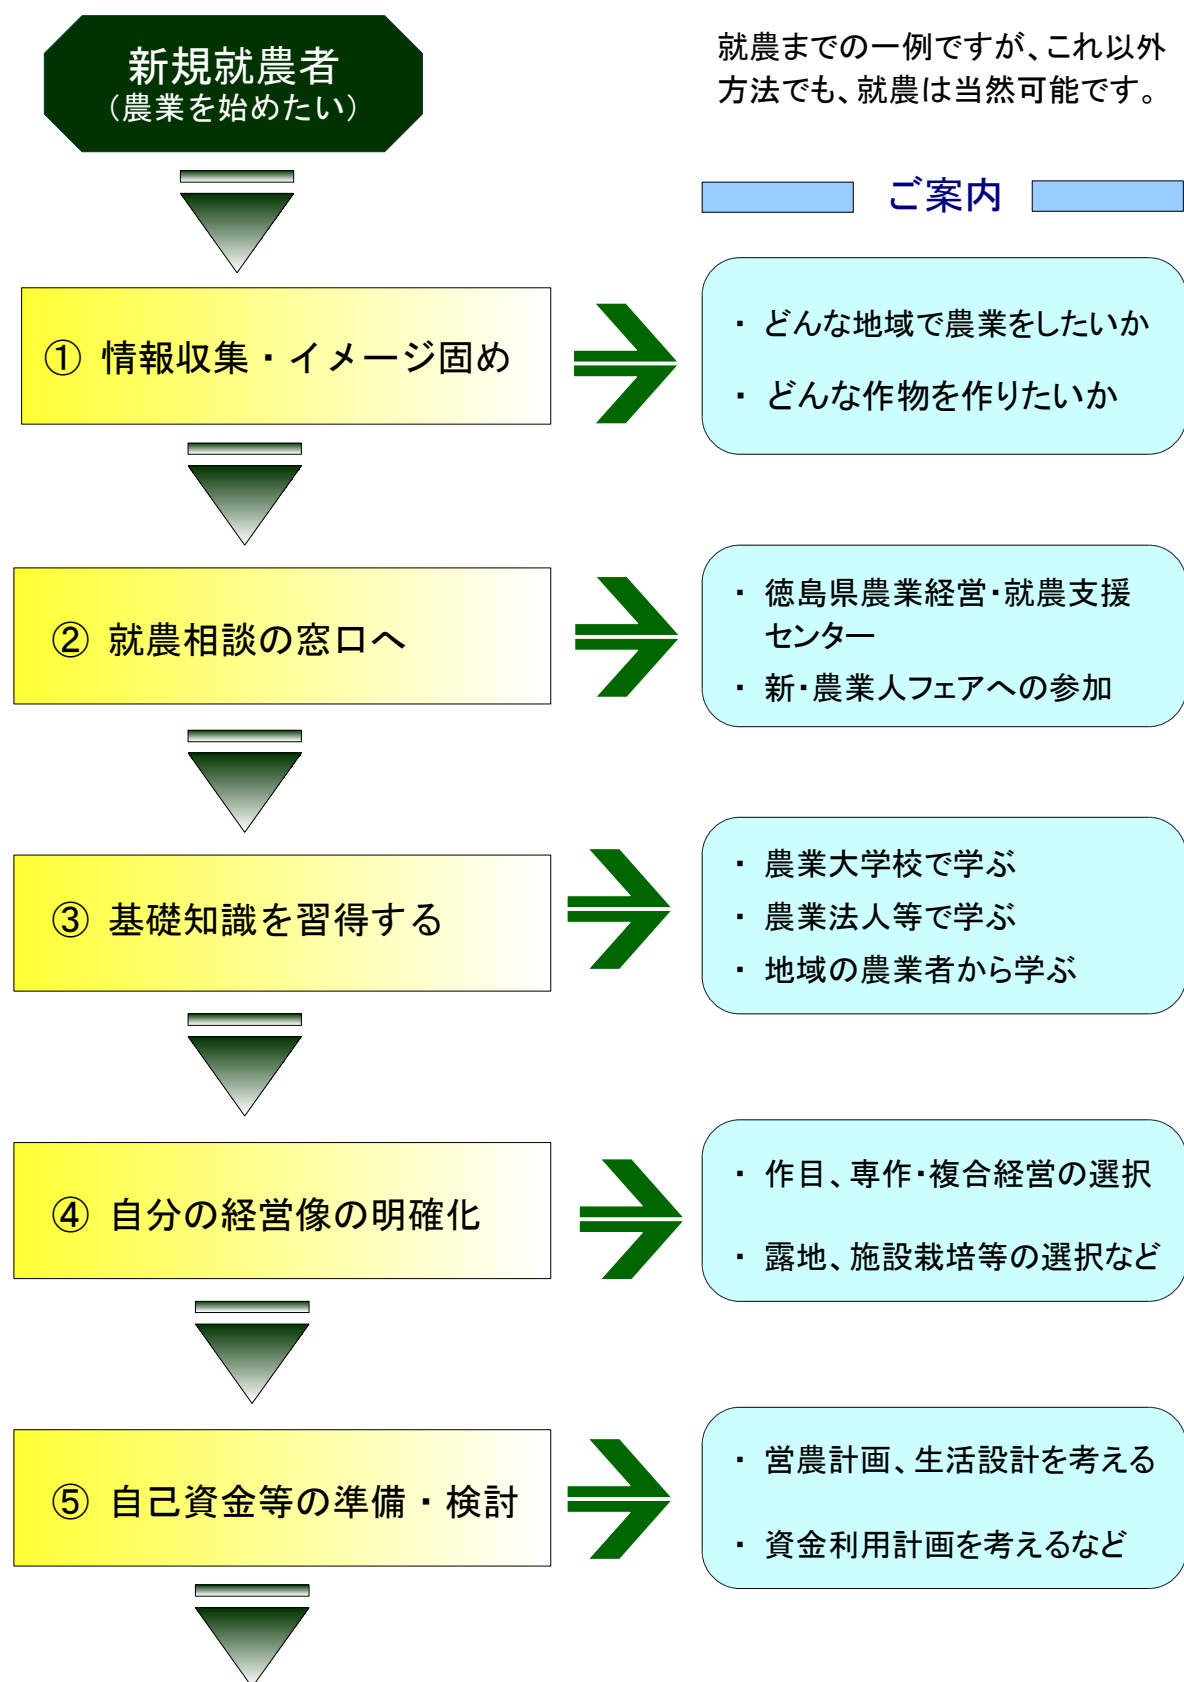 新規就農者
（農業を始めたい）
就農までの一例ですが、これ以外
方法でも、就農は当然可能です。
ご案内
① 情報収集・イメージ固め
・ どんな地域で農業をしたいか
・ どんな作物を作りたいか
② 就農相談の窓口へ
・ 徳島県農業経営・就農支援
センター
・ 新・農業人フェアへの参加
③ 基礎知識を習得する
・ 農業大学校で学ぶ
・ 農業法人等で学ぶ
・ 地域の農業者から学ぶ
④ 自分の経営像の明確化
・ 作目、専作・複合経営の選択
・ 露地、施設栽培等の選択など
⑤ 自己資金等の準備・検討
・ 営農計画、生活設計を考える
・ 資金利用計画を考えるなど